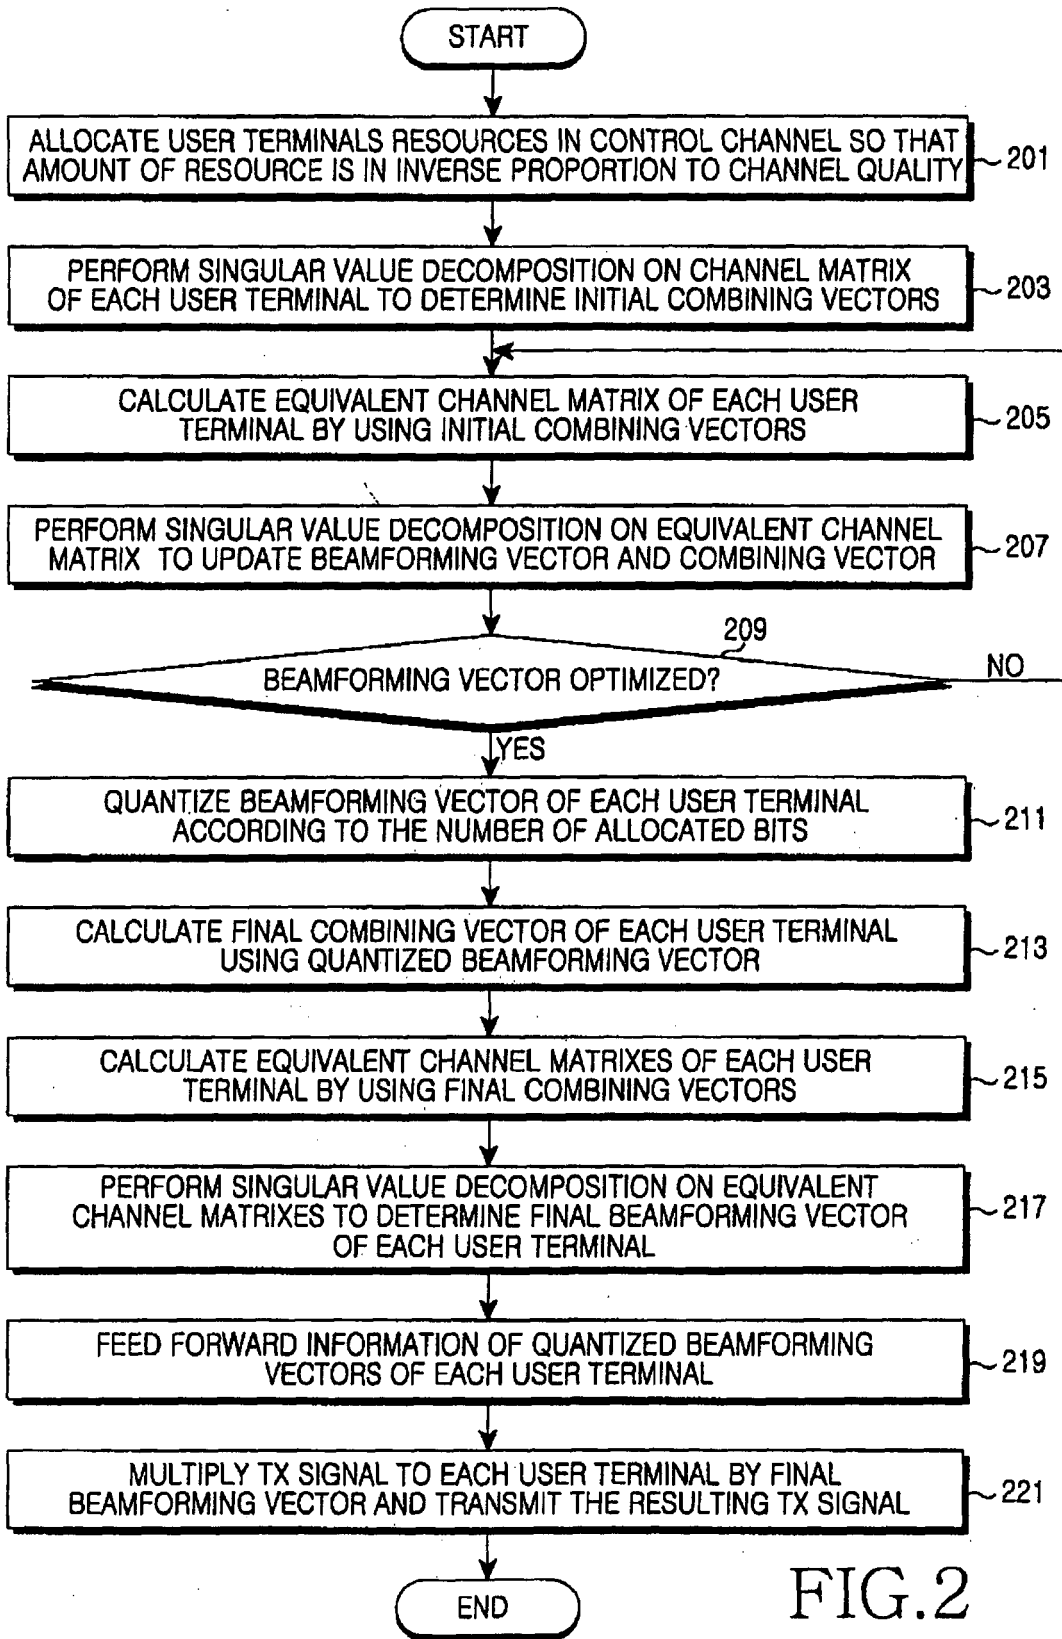 START
ALLOCATE USER TERMINALS RESOURCES IN CONTROL CHANNEL SO THAT
AMOUNT OF RESOURCE IS IN INVERSE PROPORTION TO CHANNEL QUALITY
201
PERFORM SINGULAR VALUE DECOMPOSITION ON CHANNEL MATRIX
OF EACH USER TERMINAL TO DETERMINE INITIAL COMBINING VECTORS
203
CALCULATE EQUIVALENT CHANNEL MATRIX OF EACH USER
TERMINAL BY USING INITIAL COMBINING VECTORS
205
PERFORM SINGULAR VALUE DECOMPOSITION ON EQUIVALENT CHANNEL
MATRIX TO UPDATE BEAMFORMING VECTOR AND COMBINING VECTOR
207
209
BEAMFORMING VECTOR OPTIMIZED?
NO
YES
QUANTIZE BEAMFORMING VECTOR OF EACH USER TERMINAL
ACCORDING TO THE NUMBER OF ALLOCATED BITS
211
CALCULATE FINAL COMBINING VECTOR OF EACH USER TERMINAL
USING QUANTIZED BEAMFORMING VECTOR
213
CALCULATE EQUIVALENT CHANNEL MATRIXES OF EACH USER
TERMINAL BY USING FINAL COMBINING VECTORS
215
PERFORM SINGULAR VALUE DECOMPOSITION ON EQUIVALENT
CHANNEL MATRIXES TO DETERMINE FINAL BEAMFORMING VECTOR
OF EACH USER TERMINAL
217
FEED FORWARD INFORMATION OF QUANTIZED BEAMFORMING
VECTORS OF EACH USER TERMINAL
219
MULTIPLY TX SIGNAL TO EACH USER TERMINAL BY FINAL
BEAMFORMING VECTOR AND TRANSMIT THE RESULTING TX SIGNAL
221
END
FIG.2